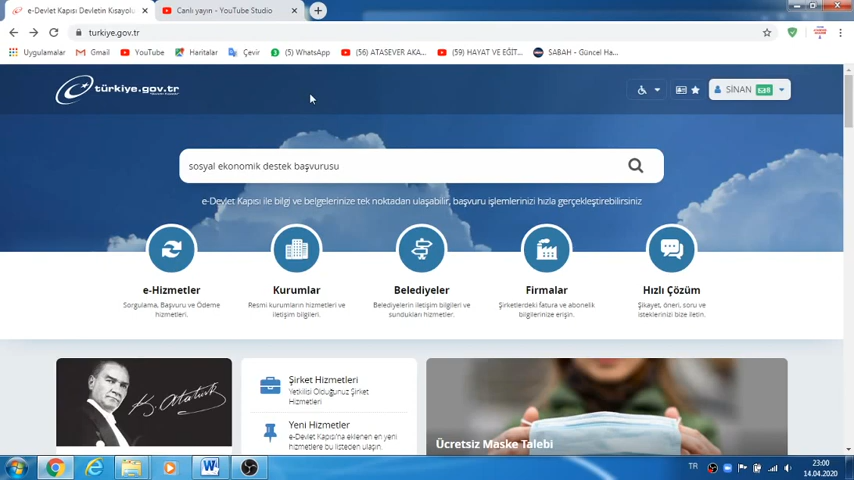 e-Devlet Kapısı Devletin Kısayolu
Canlı yayın - YouTube Studio
turkiye.gov.tr
Uygulamalar
Gmail
YouTube
Haritalar
Çevir
(5) WhatsApp
(56) ATASEVER AKA...
(59) HAYAT VE EĞİT...
SABAH - Güncel Ha...
türkiye.gov.tr
SİNAN
sosyal ekonomik destek başvurusu
e-Devlet Kapısı ile bilgi ve belgelerinize tek noktadan ulaşabilir, başvuru işlemlerinizi hızla gerçekleştirebilirsiniz
e-Hizmetler
Sorgulama, Başvuru ve Ödeme
hizmetleri.
Kurumlar
Resmi kurumların hizmetleri ve
iletişim bilgileri.
Belediyeler
Belediyelerin iletişim bilgileri ve
sundukları hizmetler.
Firmalar
Şirketlerdeki fatura ve abonelik
bilgilerinize erişin.
Hızlı Çözüm
Şikayet, öneri, soru ve
isteklerinizi bize iletin.
K. Atatürk
Şirket Hizmetleri
Yetkilisi Olduğunuz Şirket
Hizmetleri
Yeni Hizmetler
e-Devlet Kapısı'na eklenen en yeni
hizmetlere bu listeden ulaşın.
Ücretsiz Maske Talebi
TR
23:00
14.04.2020